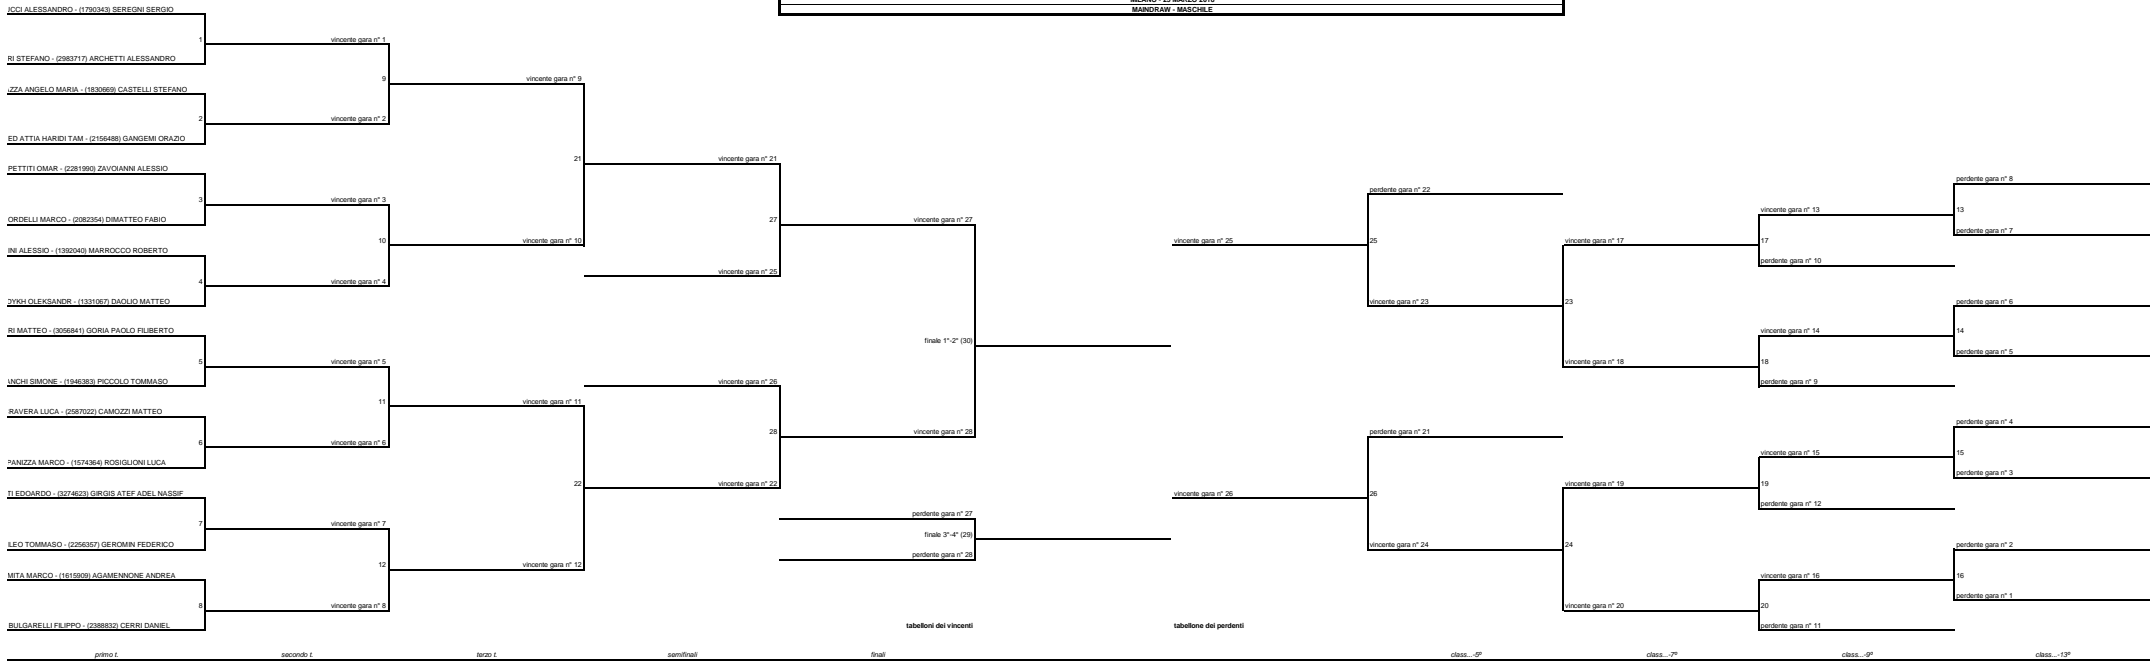 MAINDRAW - MASCHILE
UCCI ALESSANDRO - (1790343) SEREGNI SERGIO
1
vincente gara n° 1
RI STEFANO - (2983717) ARCHETTI ALESSANDRO
9
vincente gara n° 9
ZZA ANGELO MARIA - (1830669) CASTELLI STEFANO
2
vincente gara n° 2
ED ATTIA HARIDI TAM - (2156488) GANGEMI ORAZIO
21
vincente gara n° 21
PETTITI OMAR - (2281990) ZAVOIANNI ALESSIO
3
vincente gara n° 3
ORDELLI MARCO - (2082354) DIMATTEO FABIO
27
vincente gara n° 27
10
vincente gara n° 10
INI ALESSIO - (1392040) MARROCCO ROBERTO
4
vincente gara n° 4
vincente gara n° 25
OYKH OLEKSANDR - (1331067) DAOLIO MATTEO
RI MATTEO - (3056841) GORIA PAOLO FILIBERTO
finale 1°-2° (30)
5
vincente gara n° 5
NCHI SIMONE - (1946383) PICCOLO TOMMASO
vincente gara n° 26
11
vincente gara n° 11
RAVERA LUCA - (2587022) CAMOZZI MATTEO
28
vincente gara n° 28
6
vincente gara n° 6
PANIZZA MARCO - (1574364) ROSIGLIONI LUCA
22
vincente gara n° 22
TI EDOARDO - (3274623) GIRGIS ATEF ADEL NASSIF
perdente gara n° 27
7
vincente gara n° 7
finale 3°-4° (29)
LEO TOMMASO - (2256357) GEROMIN FEDERICO
perdente gara n° 28
12
vincente gara n° 12
MITA MARCO - (1615909) AGAMENNONE ANDREA
8
vincente gara n° 8
BULGARELLI FILIPPO - (2388832) CERRI DANIEL
tabelloni dei vincenti
tabellone dei perdenti
perdente gara n° 22
vincente gara n° 25
25
vincente gara n° 23
vincente gara n° 17
23
vincente gara n° 18
vincente gara n° 13
17
perdente gara n° 10
perdente gara n° 8
13
perdente gara n° 7
vincente gara n° 14
18
perdente gara n° 9
perdente gara n° 6
14
perdente gara n° 5
perdente gara n° 21
vincente gara n° 26
26
vincente gara n° 24
vincente gara n° 19
24
vincente gara n° 20
vincente gara n° 15
19
perdente gara n° 12
perdente gara n° 4
15
perdente gara n° 3
vincente gara n° 16
20
perdente gara n° 11
perdente gara n° 2
16
perdente gara n° 1
primo t.
secondo t.
terzo t.
semifinali
finali
class...-5º
class...-7º
class...-9º
class...-13º